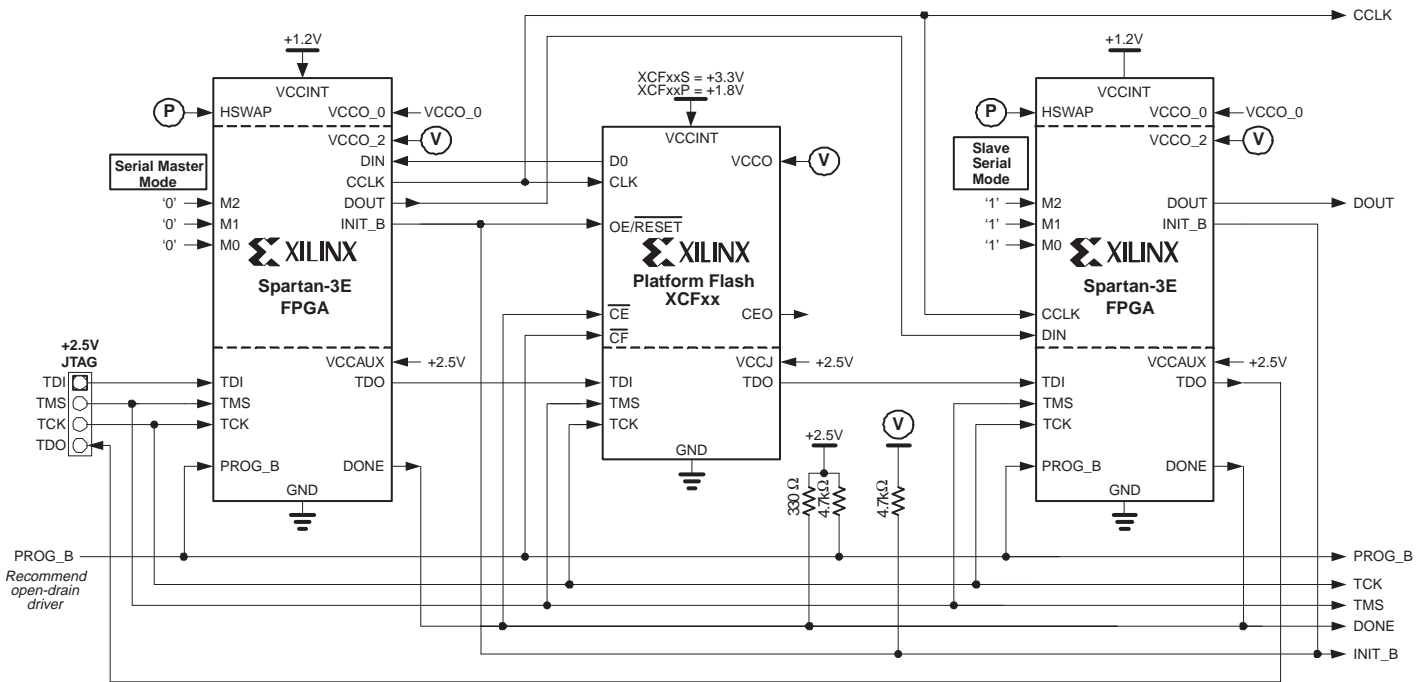 CCLK
+1.2V
VCCINT
P
HSWAP
VCCO_0
VCCO_0
VCCO_2
V
Serial Master
Mode
DIN
CCLK
DOUT
INIT_B
'0'
M2
'0'
M1
'0'
M0
XILINX
Spartan-3E
FPGA
VCCAUX
+2.5V
+2.5V
JTAG
TDI
TMS
TCK
TDO
TDI
TDO
TMS
TCK
PROG_B
DONE
GND
XCFxxS = +3.3V
XCFxxP = +1.8V
VCCINT
D0
VCCO
V
CLK
OE/RESET
XILINX
Platform Flash
XCFxx
CE
CEO
CF
VCCJ
+2.5V
TDI
TDO
TMS
TCK
GND
+2.5V
V
330 Ω
4.7kΩ
4.7kΩ
+1.2V
VCCINT
P
HSWAP
VCCO_0
VCCO_0
VCCO_2
V
Slave
Serial
Mode
'1'
M2
'1'
M1
'1'
M0
DOUT
DOUT
INIT_B
XILINX
Spartan-3E
FPGA
CCLK
DIN
VCCAUX
+2.5V
TDI
TDO
TMS
TCK
PROG_B
DONE
GND
PROG_B
Recommend
open-drain
driver
PROG_B
TCK
TMS
DONE
INIT_B